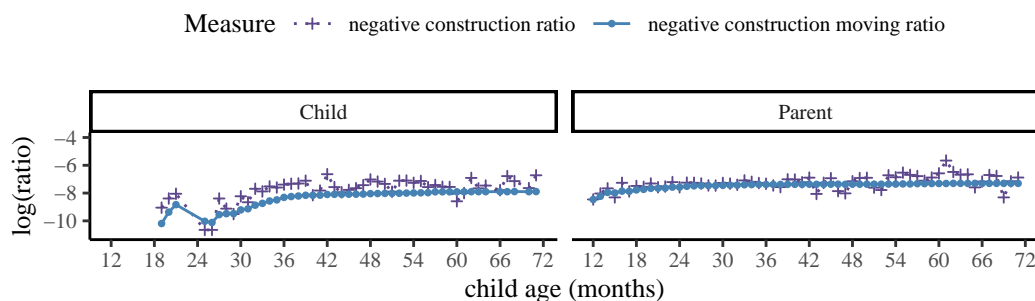 Measure negative construction ratio negative construction moving ratio
Child Parent
log(ratio)
−4
−6
−8
−10
12 18 24 30 36 42 48 54 60 66 72 12 18 24 30 36 42 48 54 60 66 72
child age (months)